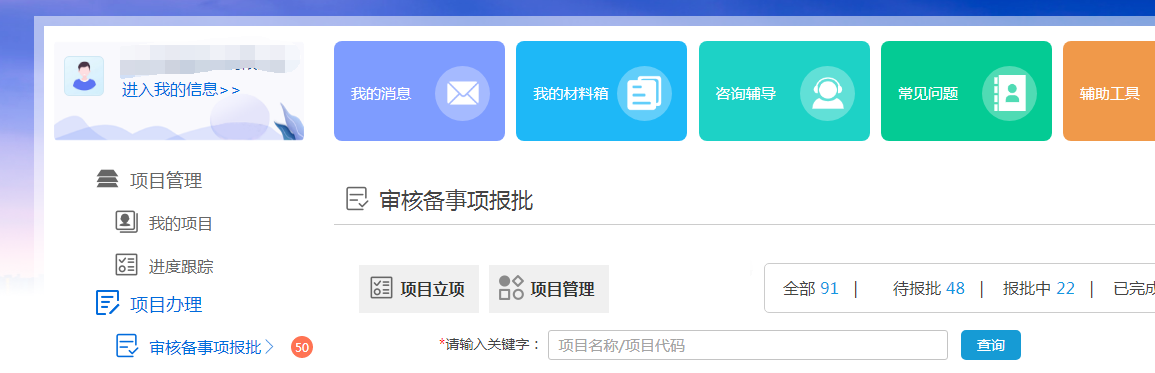 进入我的信息>>
我的消息
我的材料箱
咨询辅导
常见问题
辅助工具
项目管理
我的项目
进度跟踪
项目办理
审核备事项报批 50
审核备事项报批
项目立项
项目管理
全部 91 | 待报批 48 | 报批中 22 | 已完成
*请输入关键字： 项目名称/项目代码 查询